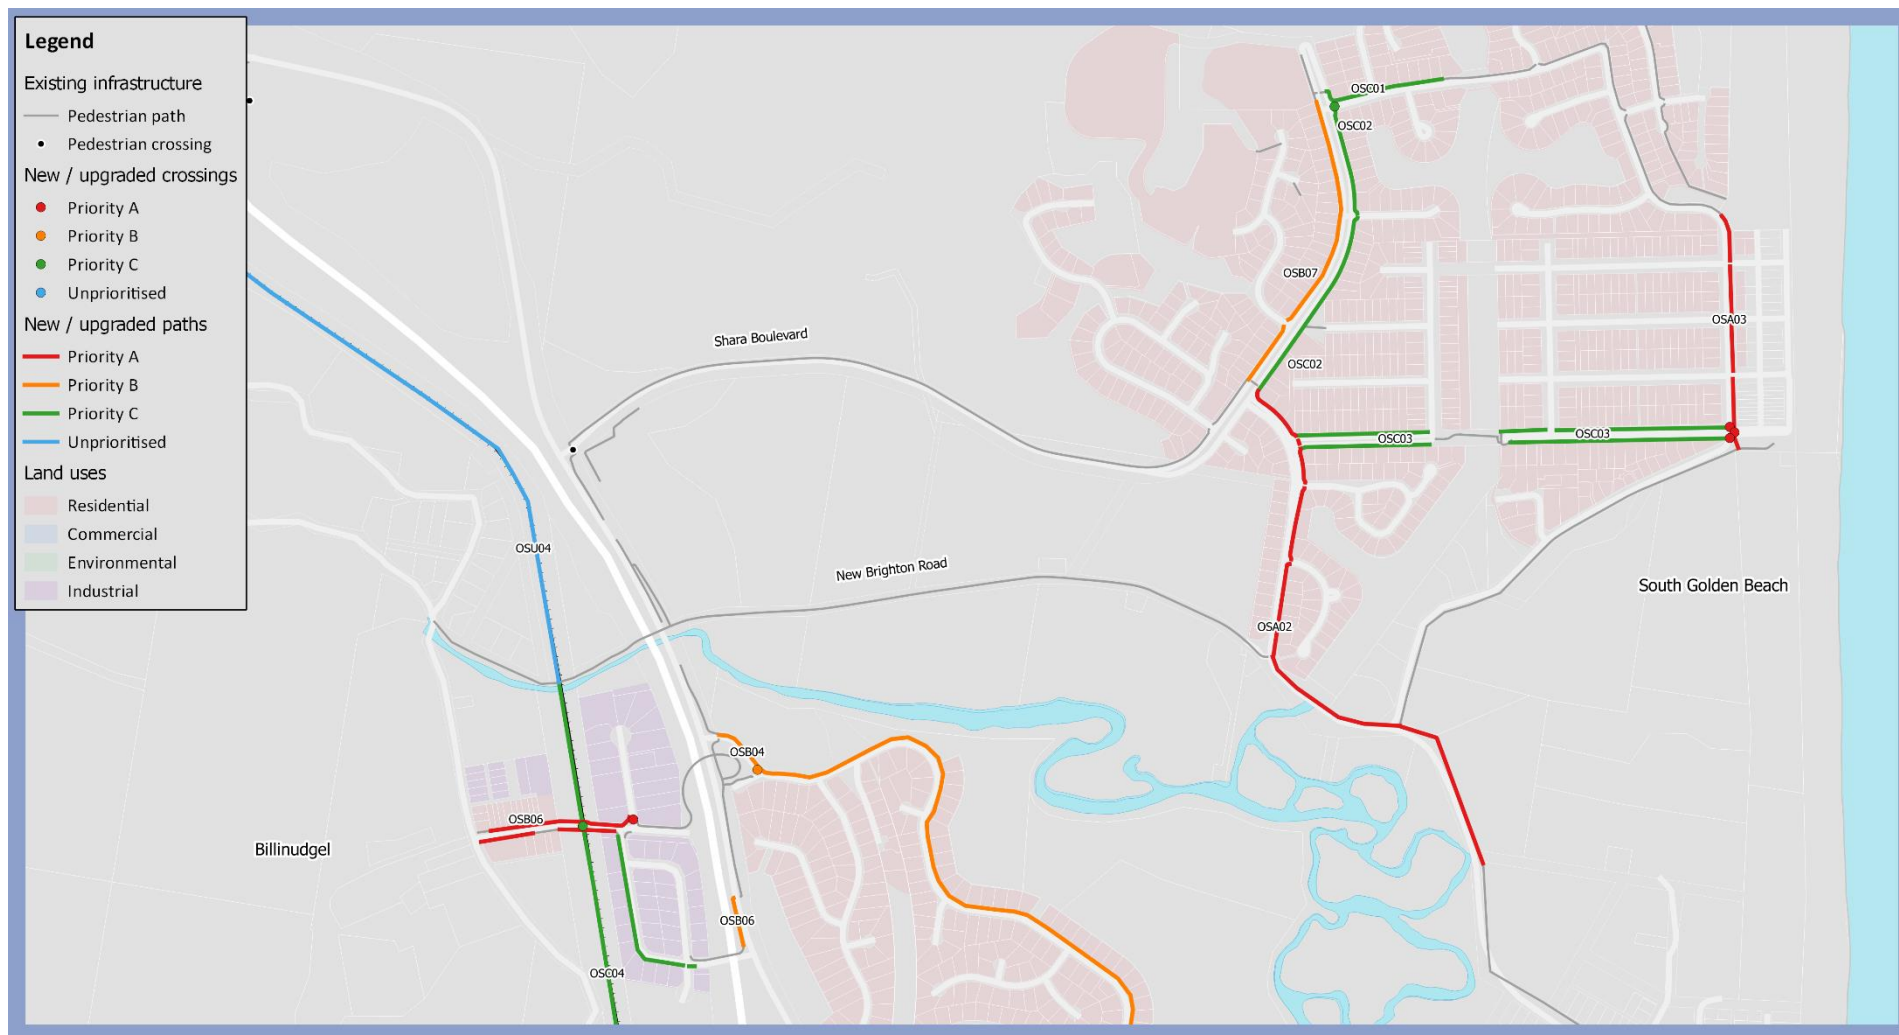 Legend
Existing infrastructure
Pedestrian path
Pedestrian crossing
New / upgraded crossings
Priority A
Priority B
Priority C
Unprioritised
New / upgraded paths
Priority A
Priority B
Priority C
Unprioritised
Land uses
Residential
Commercial
Environmental
Industrial
OSC01
OSC02
OSB07
OSA03
Shara Boulevard
OSC02
OSC03
OSC03
OSU04
New Brighton Road
South Golden Beach
OSA02
OSB04
OSB06
Billinudgel
OSB06
OSC04